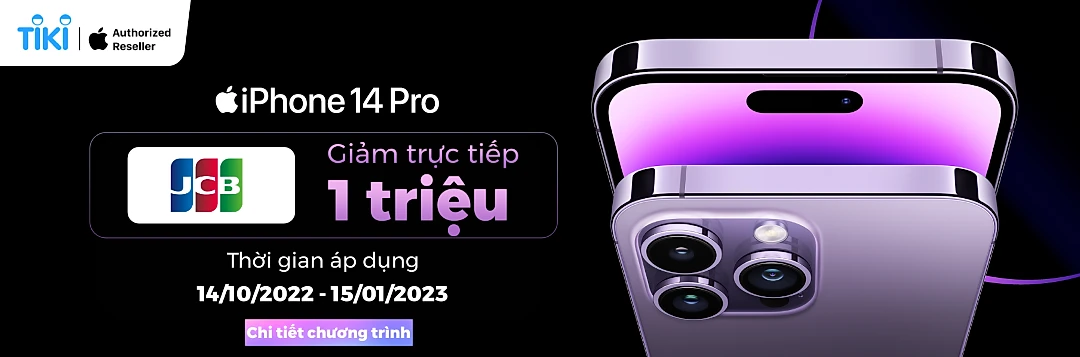 TIKI
Authorized
Reseller
iPhone 14 Pro
JCB
Giảm trực tiếp
1 triệu
Thời gian áp dụng
14/10/2022 - 15/01/2023
Chi tiết chương trình